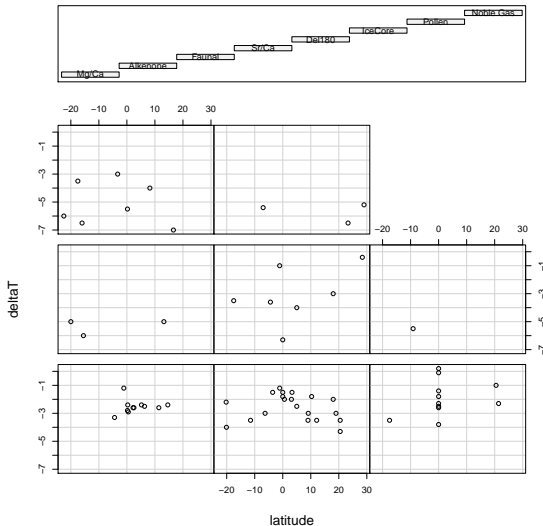 Noble Gas
Pollen
IceCore
Del180
Sr/Ca
Faunal
Alkenone
Mg/Ca
−20 −10 0 10 20 30
−1
−3
−5
−7
−20 −10 0 10 20 30
−1
−3
−5
−7
deltaT
−1
−3
−5
−7
−20 −10 0 10 20 30
latitude